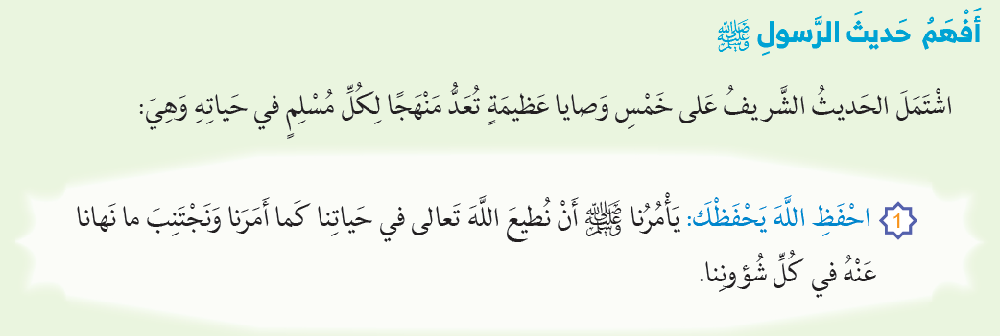 أَفْهَمُ حَديثَ الرَّسولِ ﷺ
اشْتَمَلَ الحَديثُ الشَّريفُ عَلى خَمْسِ وَصايا عَظيمَةٍ تُعَدُّ مَنْهَجًا لِكُلِّ مُسْلِمٍ في حَياتِهِ وَهِيَ:
1 احْفَظِ اللَّهَ يَحْفَظْكَ: يَأْمُرُنا ﷺ أَنْ نُطيعَ اللَّهَ تَعالى في حَياتِنا كَما أَمَرَنا وَنَجْتَنِبَ ما نَهانا
عَنْهُ في كُلِّ شُؤونِنا.